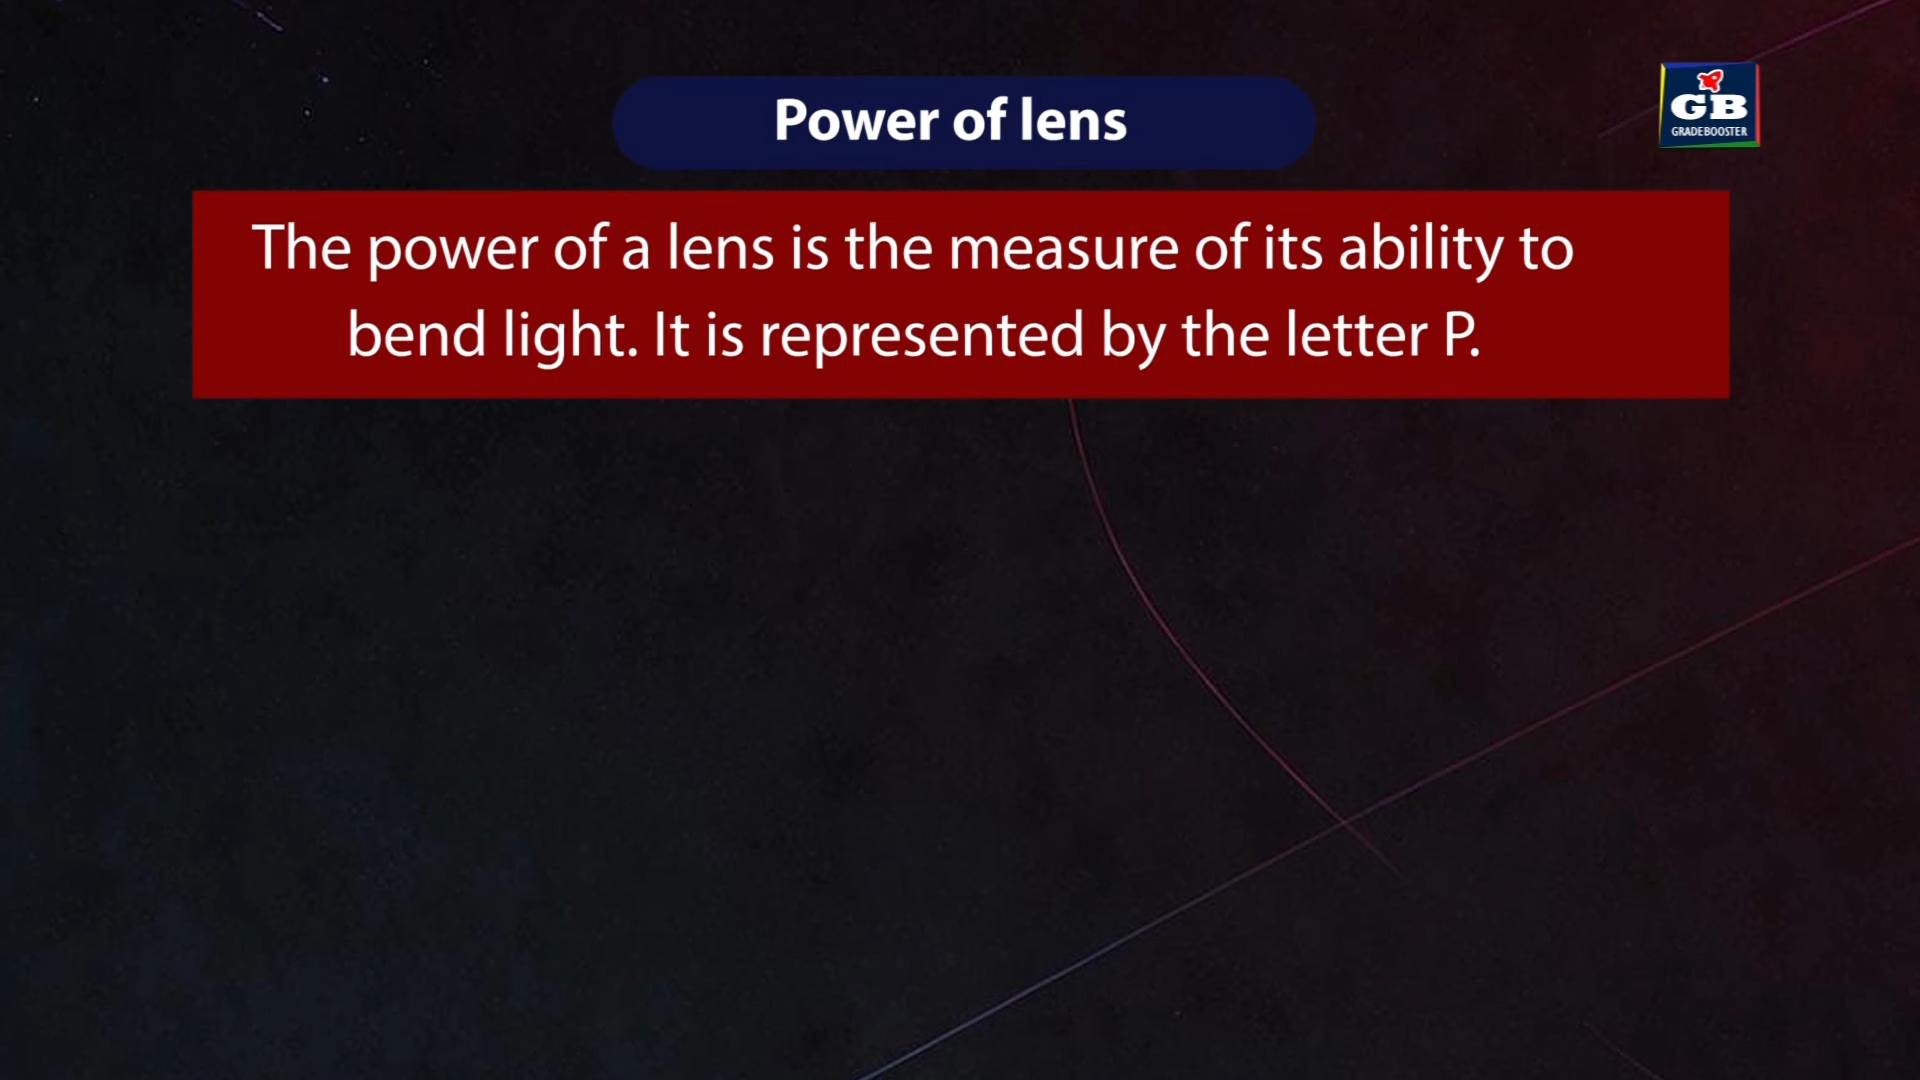 Power of lens
GB
GRADEBOOSTER
The power of a lens is the measure of its ability to
bend light. It is represented by the letter P.